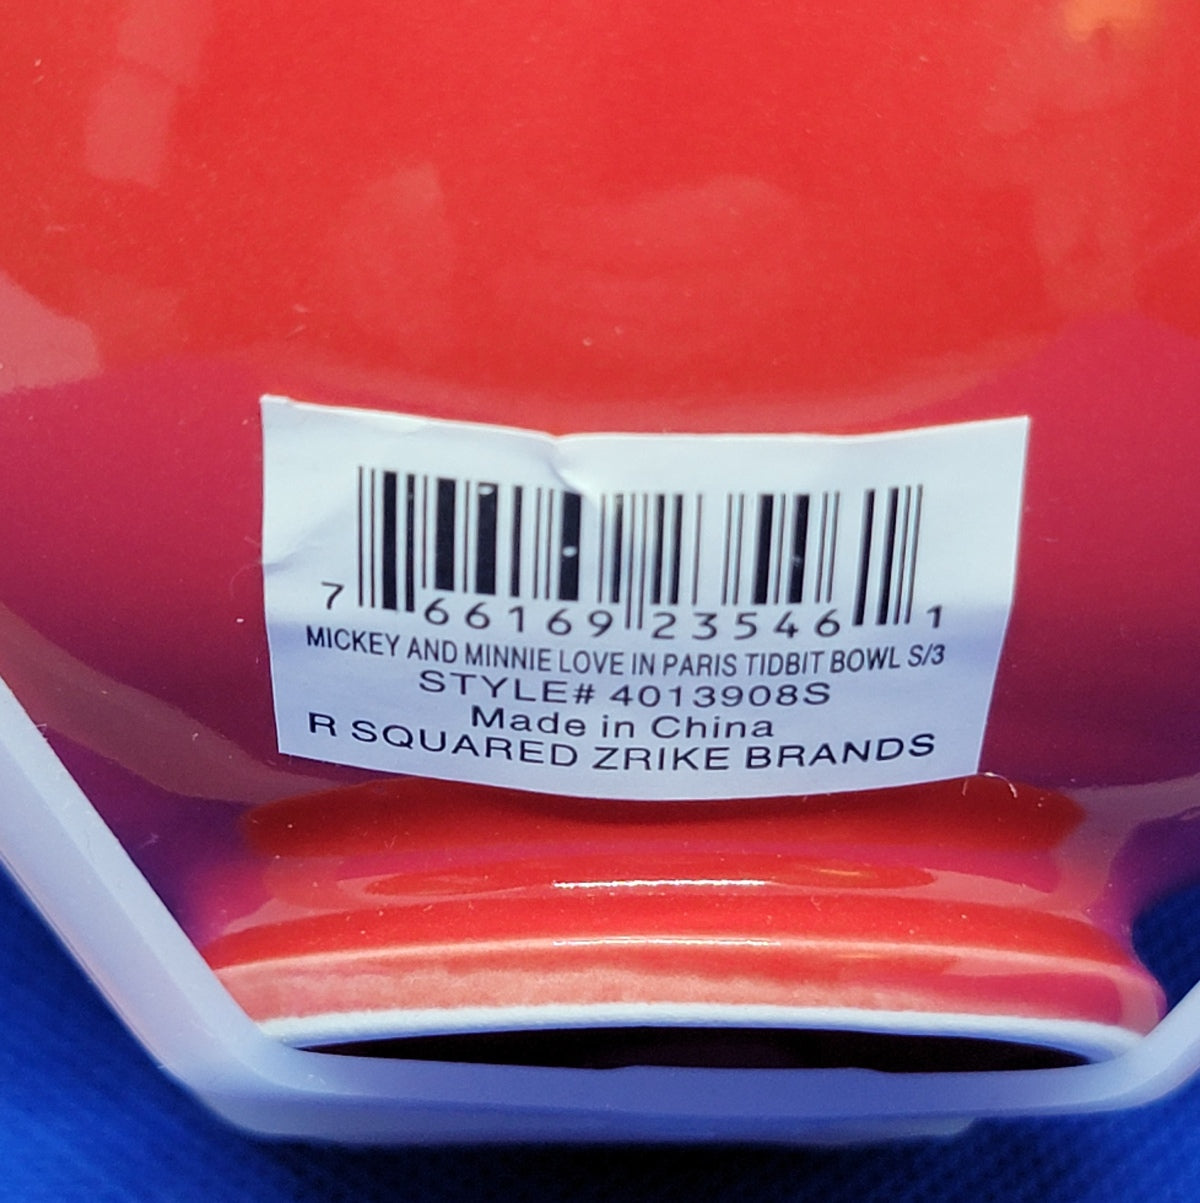 7 66169 23546 1
MICKEY AND MINNIE LOVE IN PARIS TIDBIT BOWL S/3
STYLE# 4013908S
Made in China
R SQUARED ZRIKE BRANDS